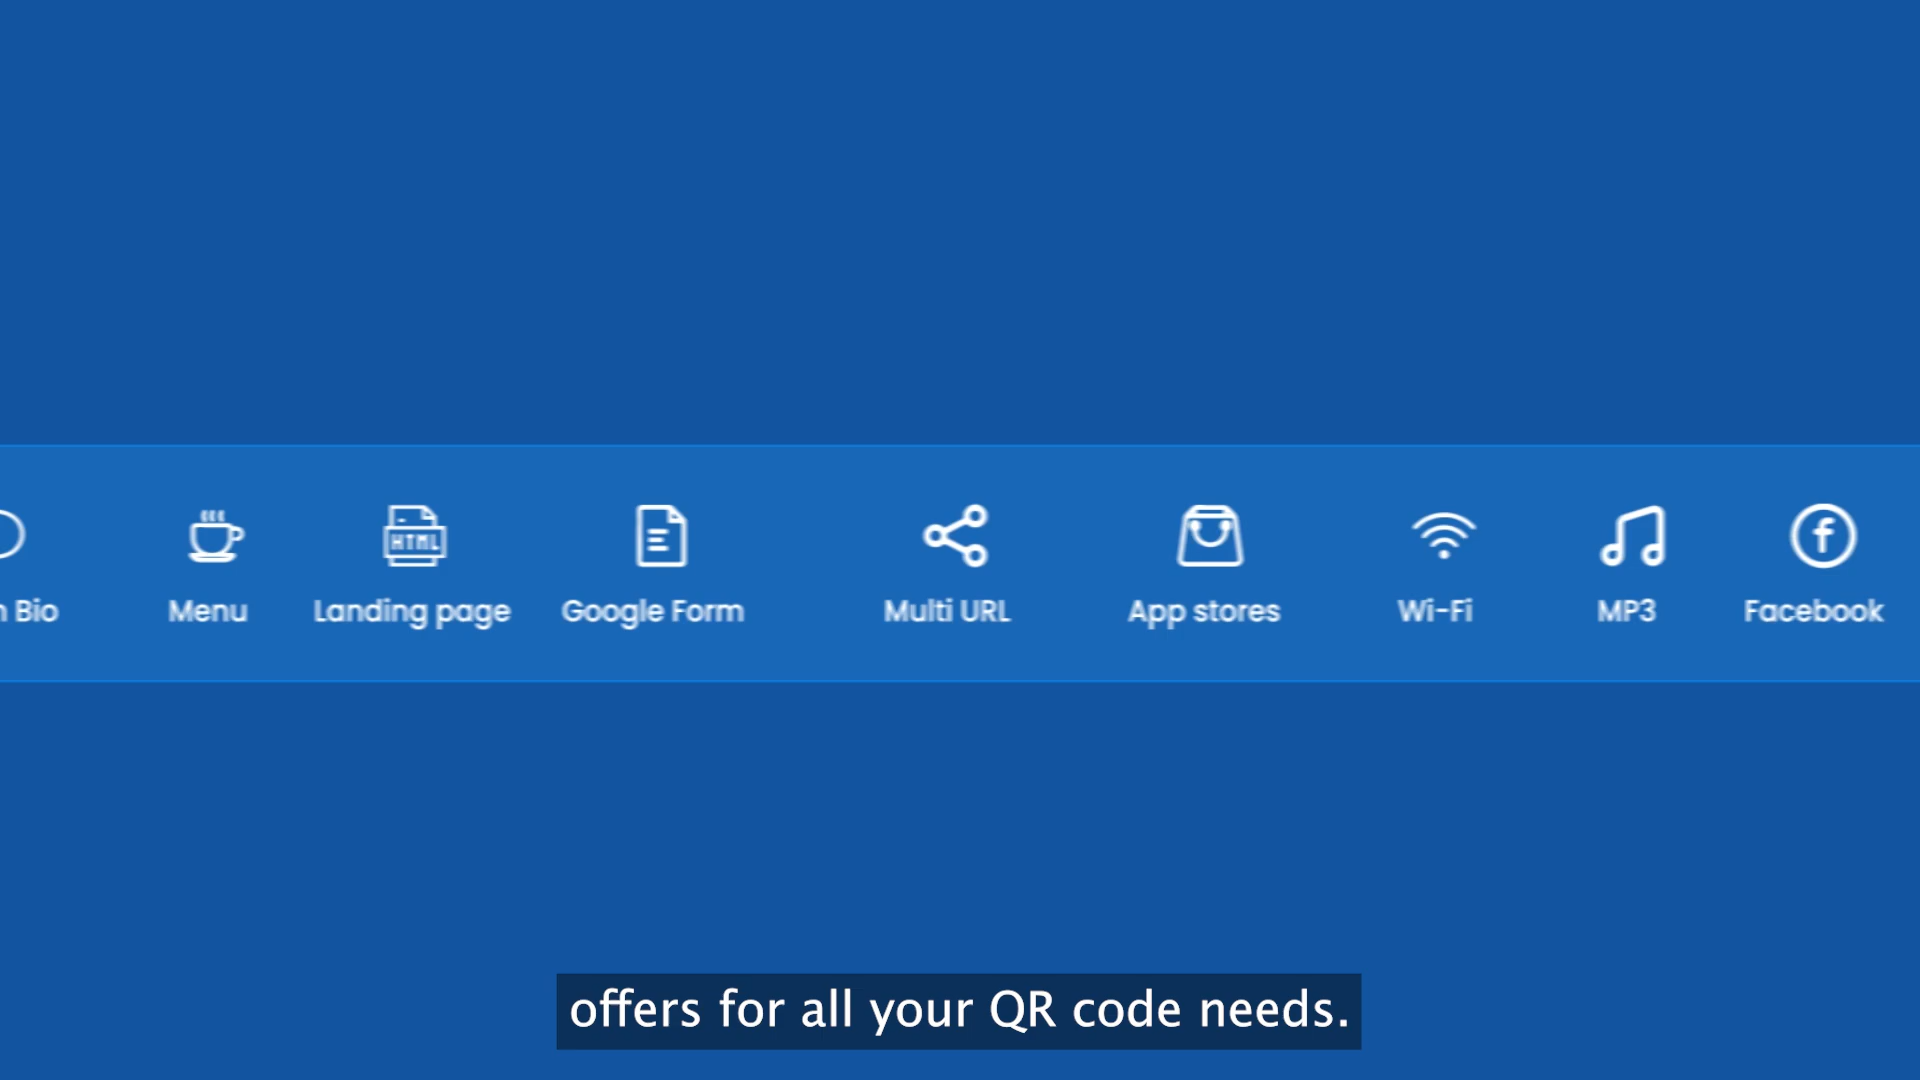 n Bio Menu Landing page Google Form Multi URL App stores Wi-Fi MP3 Facebook
HTML
offers for all your QR code needs.